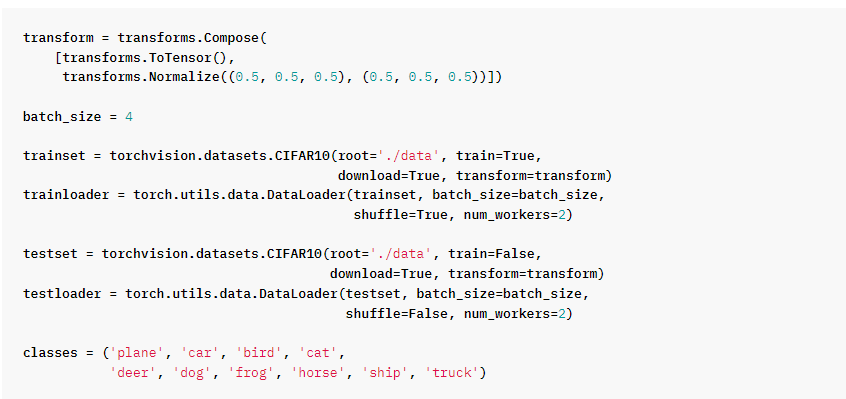 transform = transforms.Compose(
    [transforms.ToTensor(),
     transforms.Normalize((0.5, 0.5, 0.5), (0.5, 0.5, 0.5))])

batch_size = 4

trainset = torchvision.datasets.CIFAR10(root='./data', train=True,
                                        download=True, transform=transform)
trainloader = torch.utils.data.DataLoader(trainset, batch_size=batch_size,
                                          shuffle=True, num_workers=2)

testset = torchvision.datasets.CIFAR10(root='./data', train=False,
                                       download=True, transform=transform)
testloader = torch.utils.data.DataLoader(testset, batch_size=batch_size,
                                         shuffle=False, num_workers=2)

classes = ('plane', 'car', 'bird', 'cat',
           'deer', 'dog', 'frog', 'horse', 'ship', 'truck')